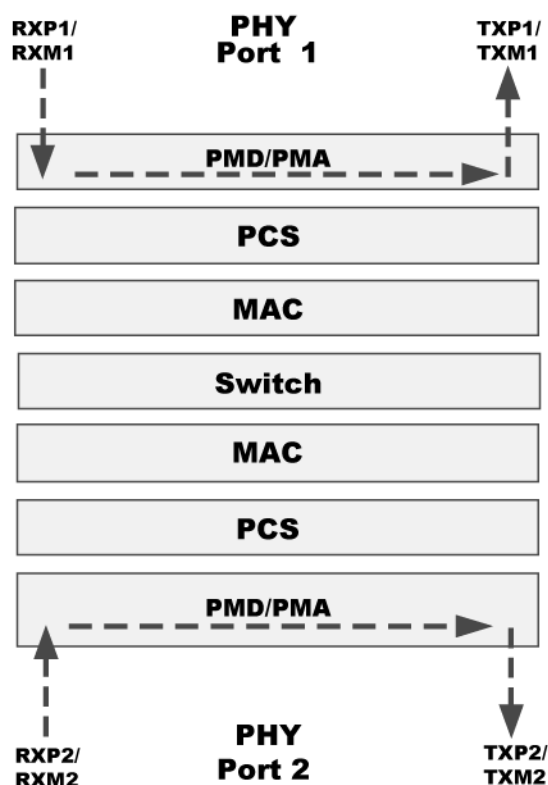 RXP1/
RXM1
PHY
Port 1
TXP1/
TXM1
PMD/PMA
PCS
MAC
Switch
MAC
PCS
PMD/PMA
RXP2/
RXM2
PHY
Port 2
TXP2/
TXM2